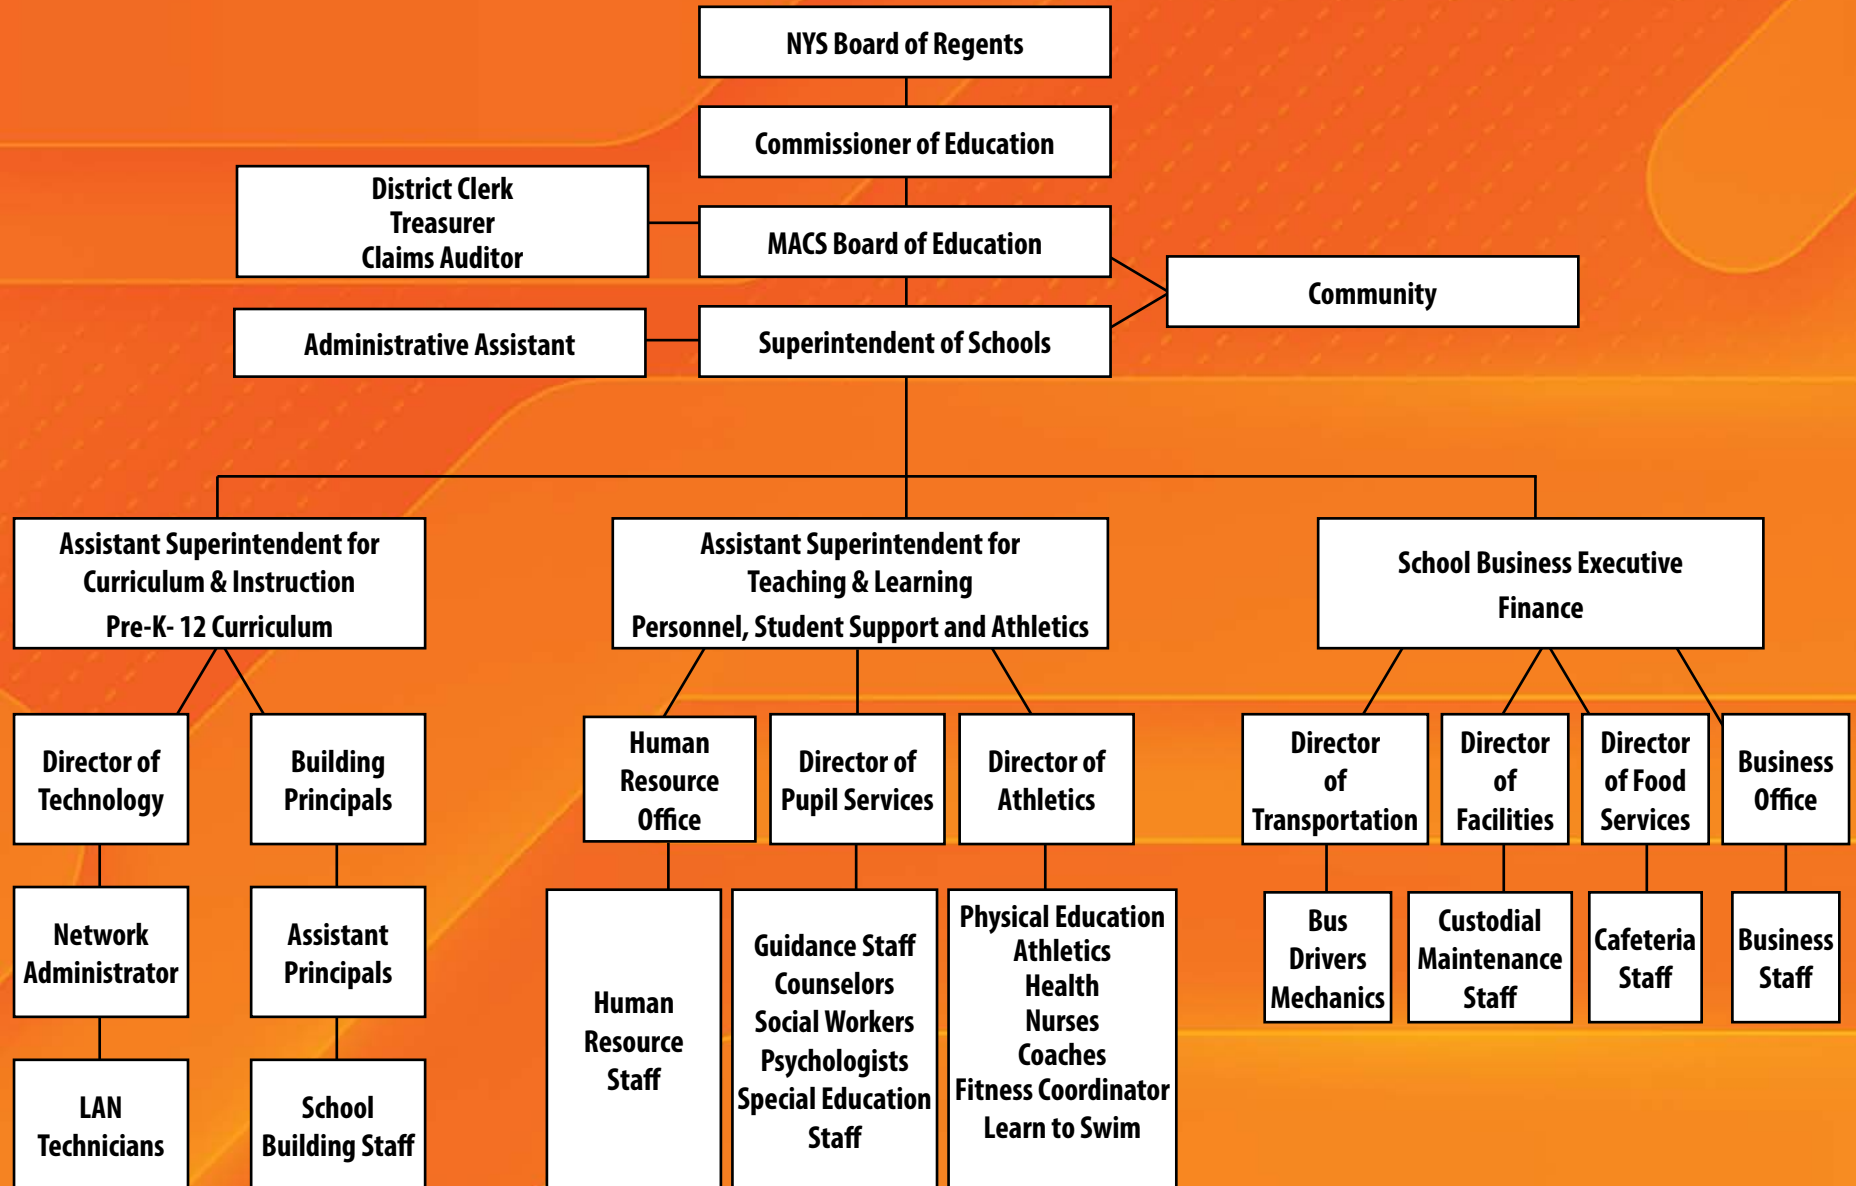 NYS Board of Regents
Commissioner of Education
District Clerk
Treasurer
Claims Auditor
MACS Board of Education
Community
Administrative Assistant
Superintendent of Schools
Assistant Superintendent for
Curriculum & Instruction
Pre-K- 12 Curriculum
Assistant Superintendent for
Teaching & Learning
Personnel, Student Support and Athletics
School Business Executive
Finance
Director of
Technology
Building
Principals
Human
Resource
Office
Director of
Pupil Services
Director of
Athletics
Director
of
Transportation
Director
of
Facilities
Director
of Food
Services
Business
Office
Network
Administrator
Assistant
Principals
Human
Resource
Staff
Guidance Staff
Counselors
Social Workers
Psychologists
Special Education
Staff
Physical Education
Athletics
Health
Nurses
Coaches
Fitness Coordinator
Learn to Swim
Bus
Drivers
Mechanics
Custodial
Maintenance
Staff
Cafeteria
Staff
Business
Staff
LAN
Technicians
School
Building Staff